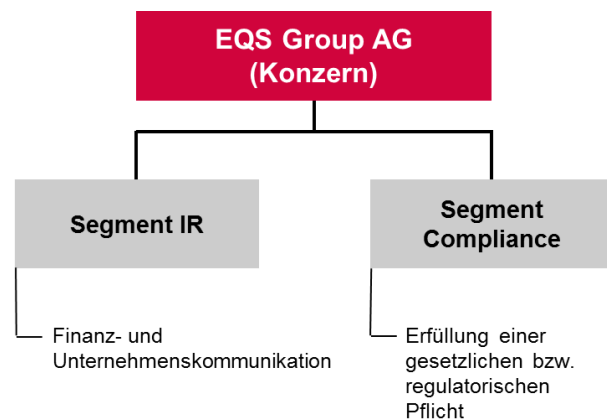 EQS Group AG
(Konzern)
Segment IR
Segment
Compliance
Finanz- und
Unternehmenskommunikation
Erfüllung einer
gesetzlichen bzw.
regulatorischen
Pflicht